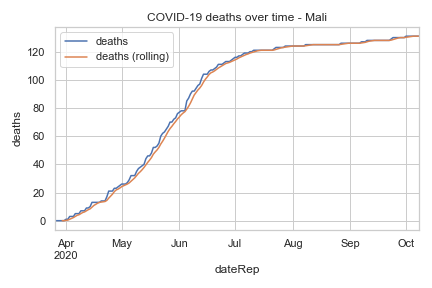 COVID-19 deaths over time - Mali
deaths
deaths (rolling)
120
100
80
60
40
20
0
deaths
Apr May Jun Jul Aug Sep Oct
2020
dateRep